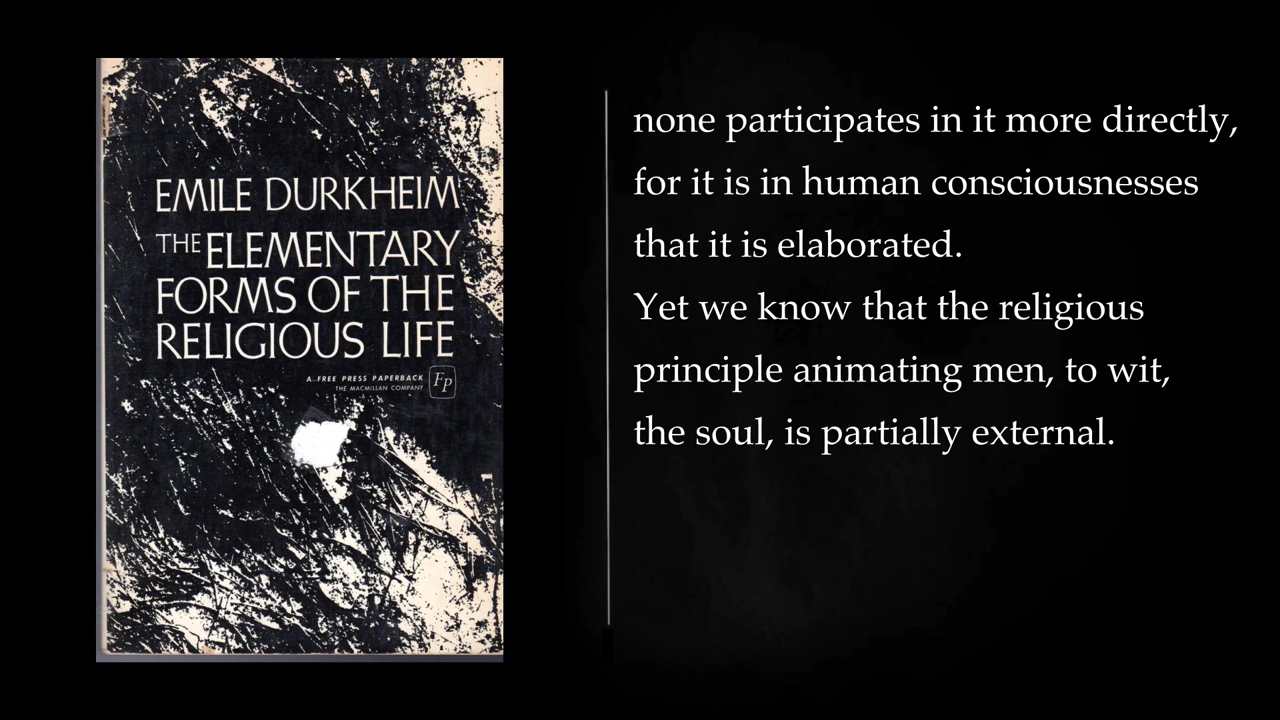 EMILE DURKHEIM
THE ELEMENTARY
FORMS OF THE
RELIGIOUS LIFE
A FREE PRESS PAPERBACK
THE MACMILLAN COMPANY
Fp
none participates in it more directly,
for it is in human consciousnesses
that it is elaborated.
Yet we know that the religious
principle animating men, to wit,
the soul, is partially external.